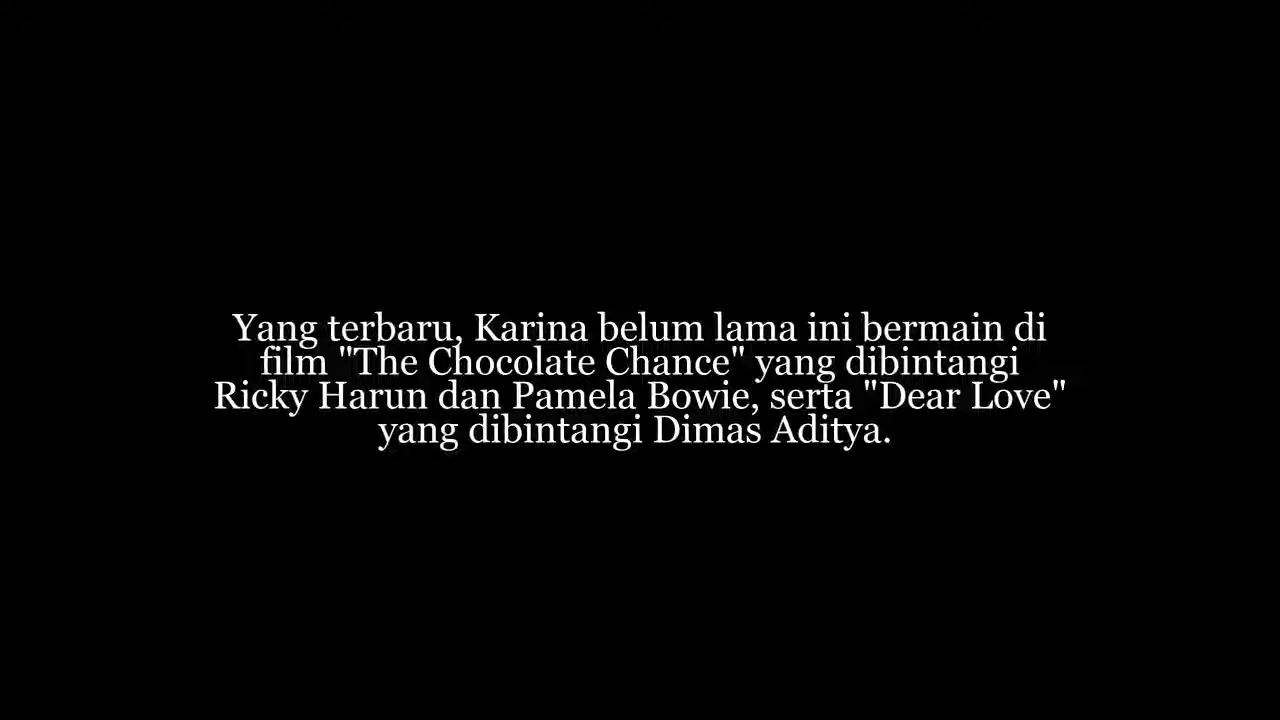 Yang terbaru, Karina belum lama ini bermain di
film "The Chocolate Chance" yang dibintangi
Ricky Harun dan Pamela Bowie, serta "Dear Love"
yang dibintangi Dimas Aditya.